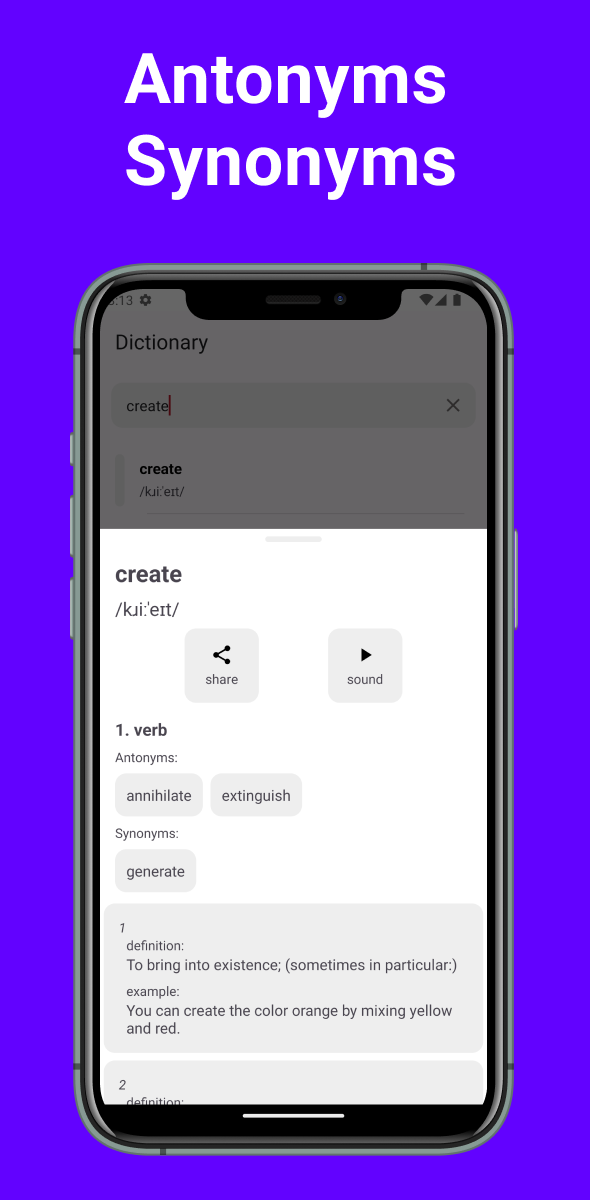 Antonyms
Synonyms
:13
Dictionary
create
create
/kɹiːˈeɪt/
create
/kɹiːˈeɪt/
share
sound
1. verb
Antonyms:
annihilate extinguish
Synonyms:
generate
1
definition:
To bring into existence; (sometimes in particular:)
example:
You can create the color orange by mixing yellow
and red.
2
definition: